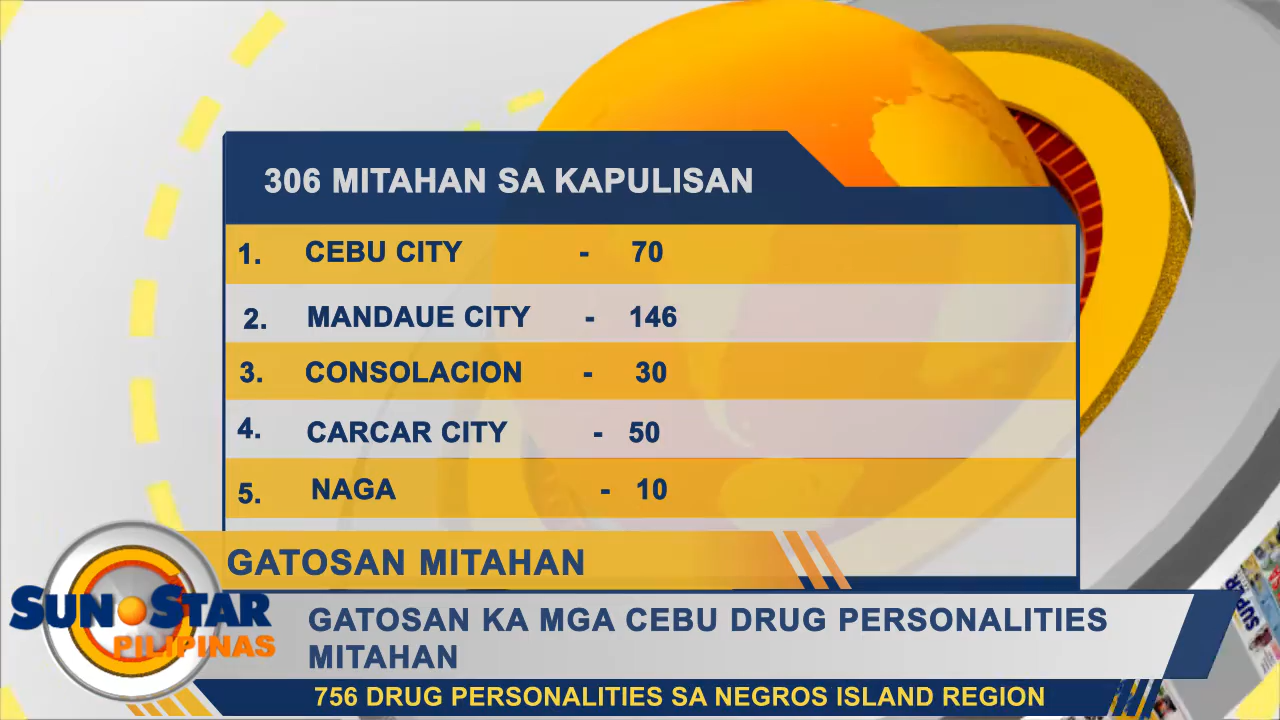 306 MITAHAN SA KAPULISAN
1. CEBU CITY - 70
2. MANDAUE CITY - 146
3. CONSOLACION - 30
4. CARCAR CITY - 50
5. NAGA - 10
GATOSAN MITAHAN
SUN STAR
PILIPINAS
GATOSAN KA MGA CEBU DRUG PERSONALITIES
MITAHAN
756 DRUG PERSONALITIES SA NEGROS ISLAND REGION